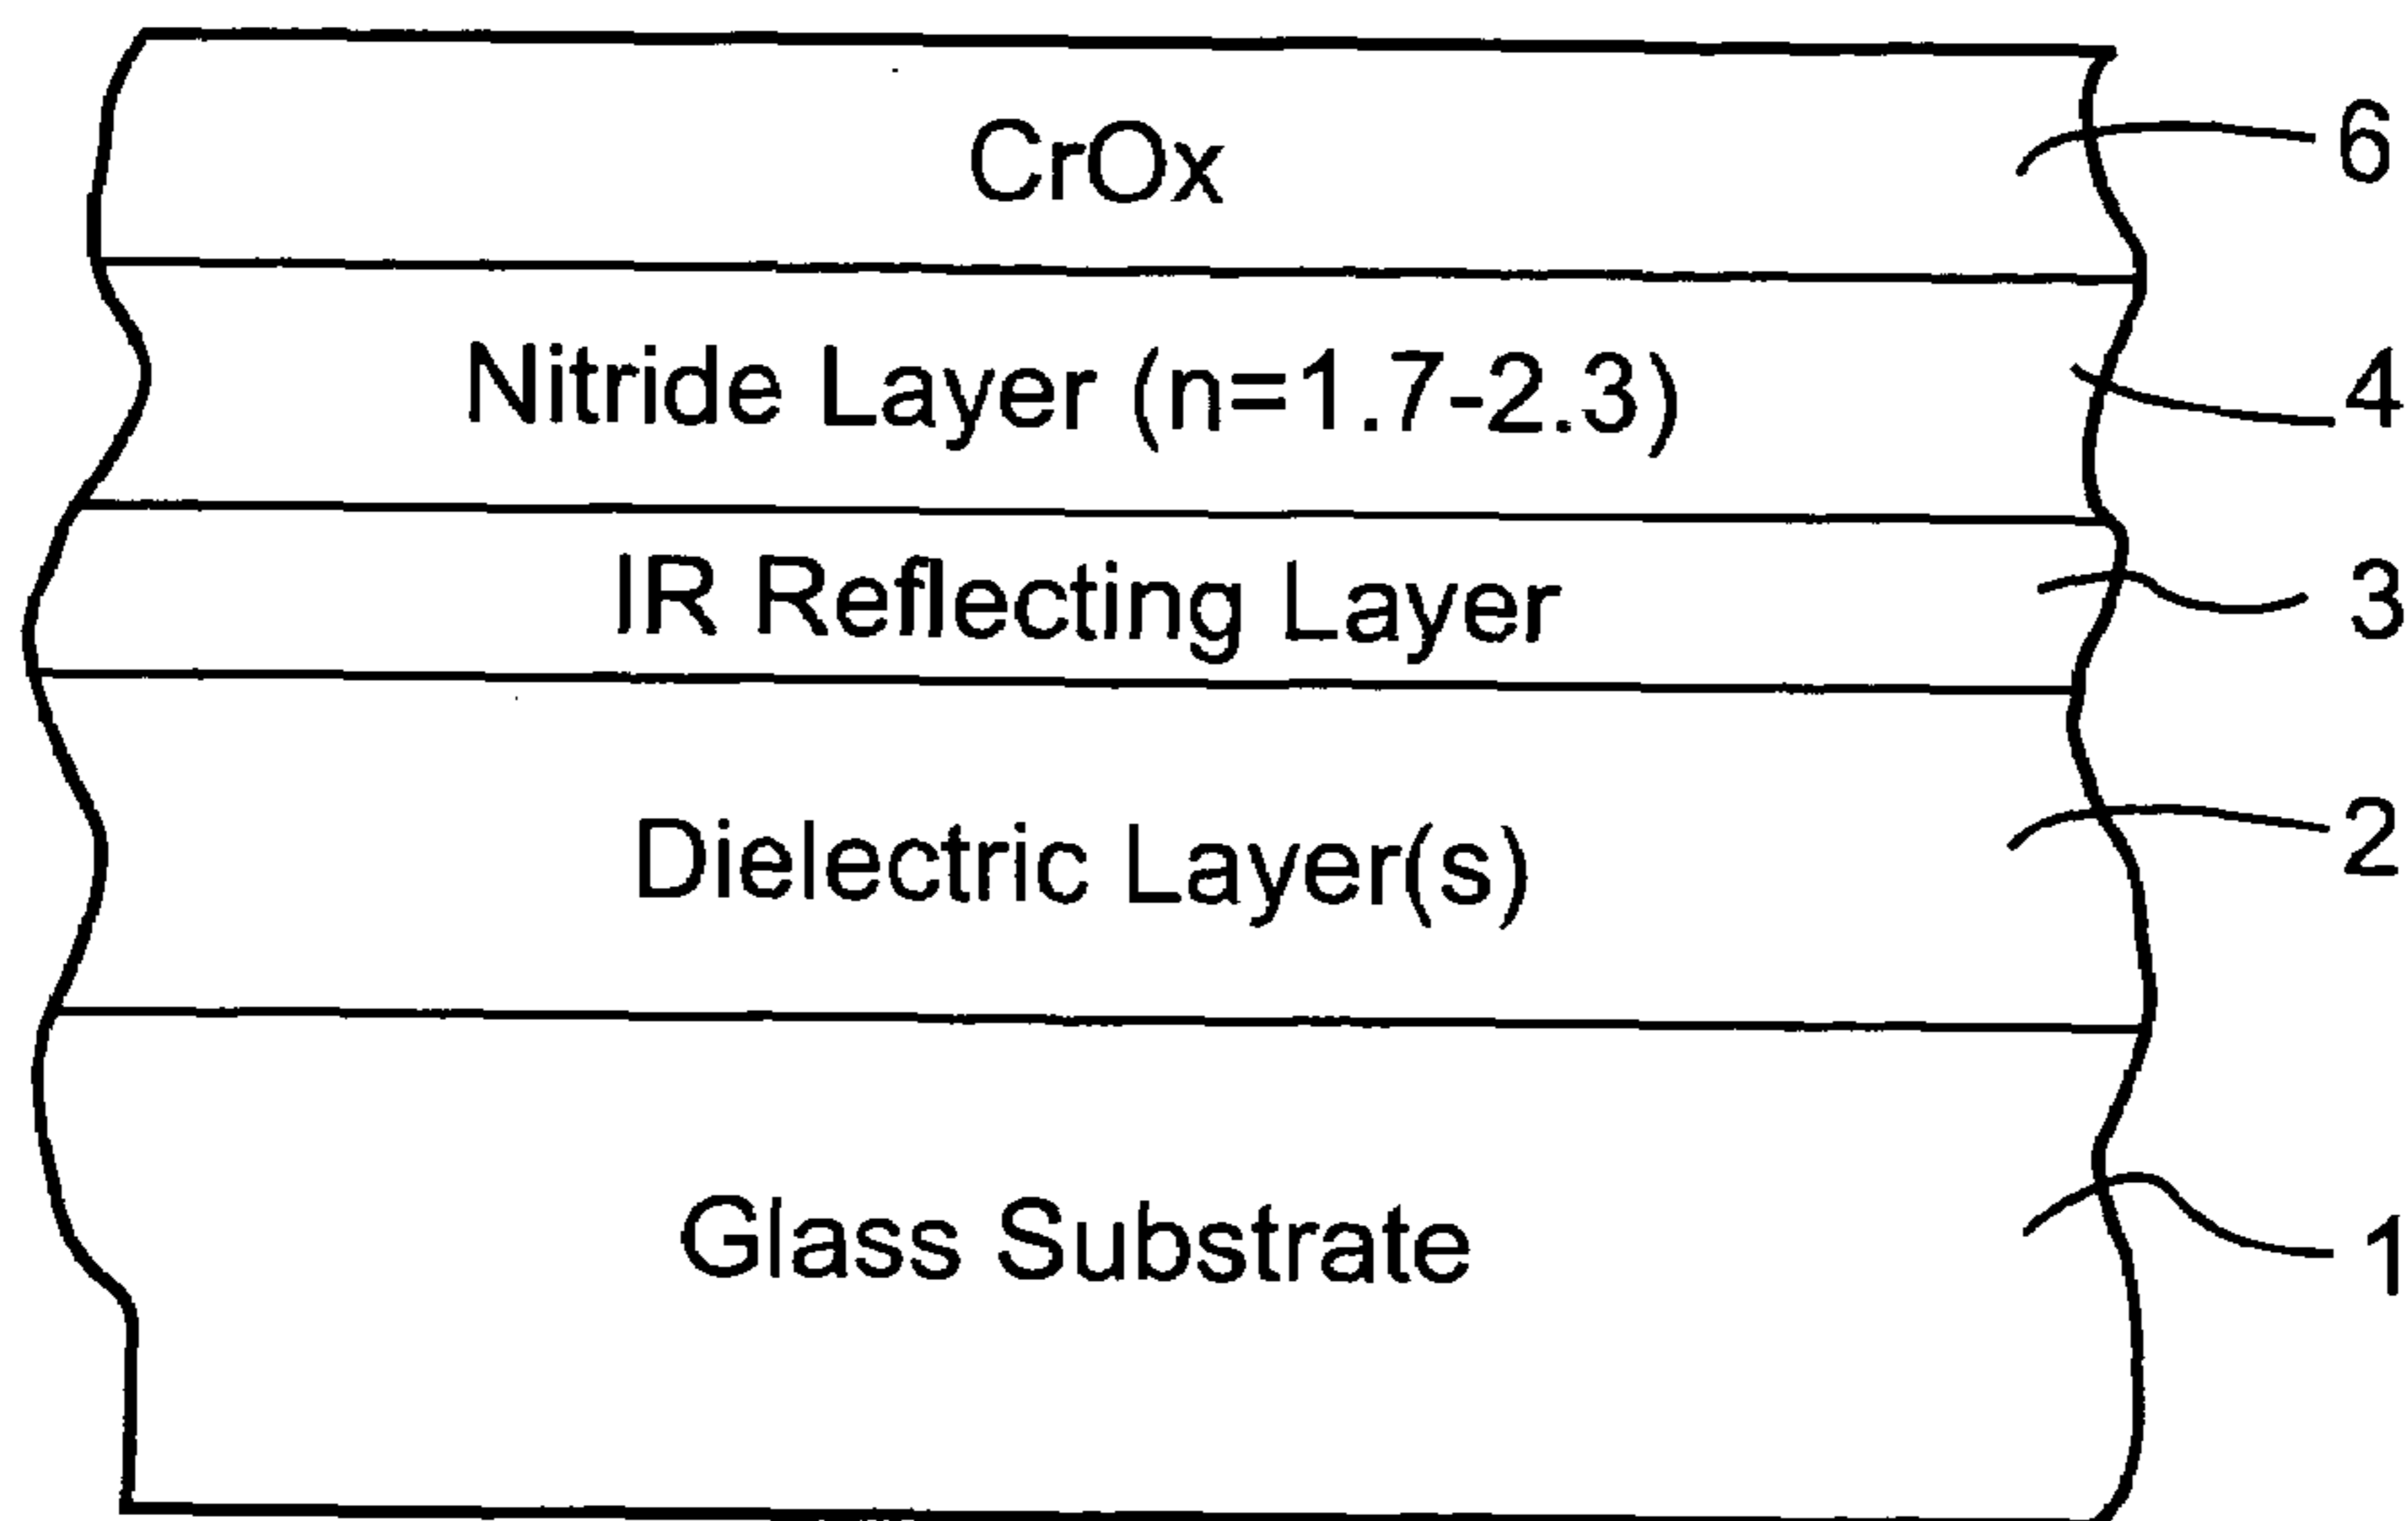 CrOx 6
Nitride Layer (n=1.7-2.3) 4
IR Reflecting Layer 3
Dielectric Layer(s) 2
Glass Substrate 1